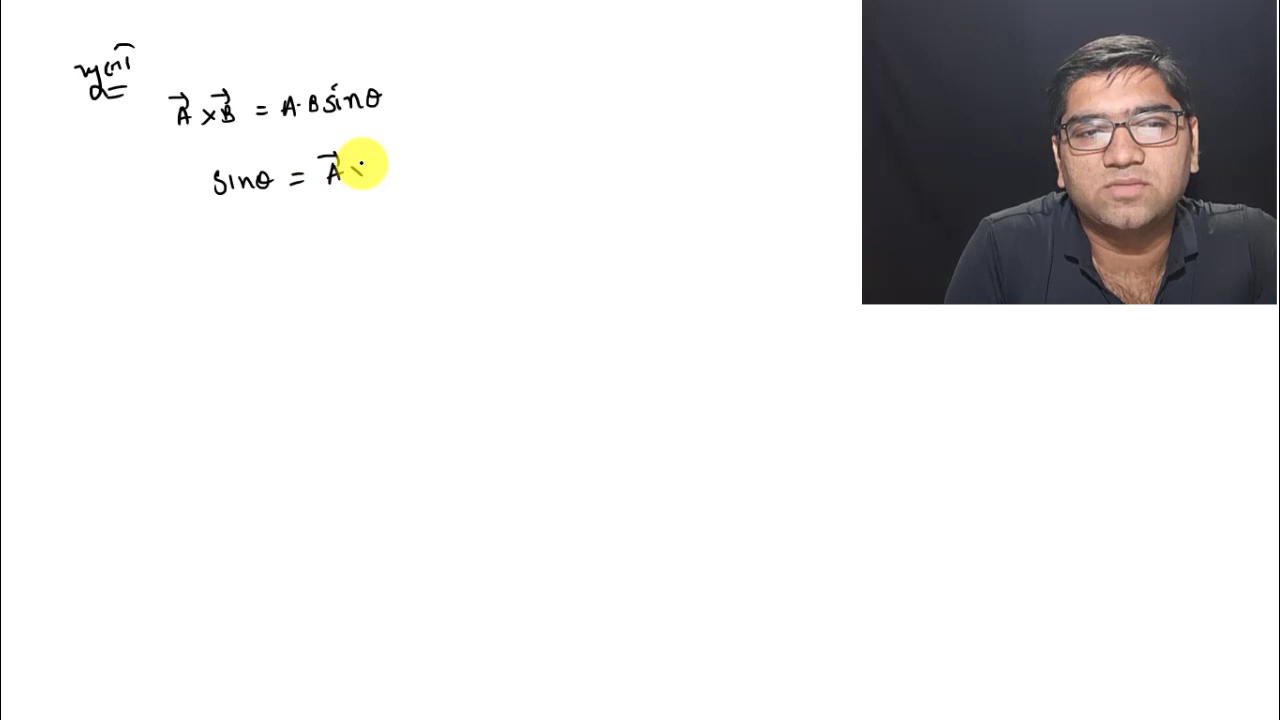 A⃗ × B⃗ = A·B sinθ
sinθ = A⃗